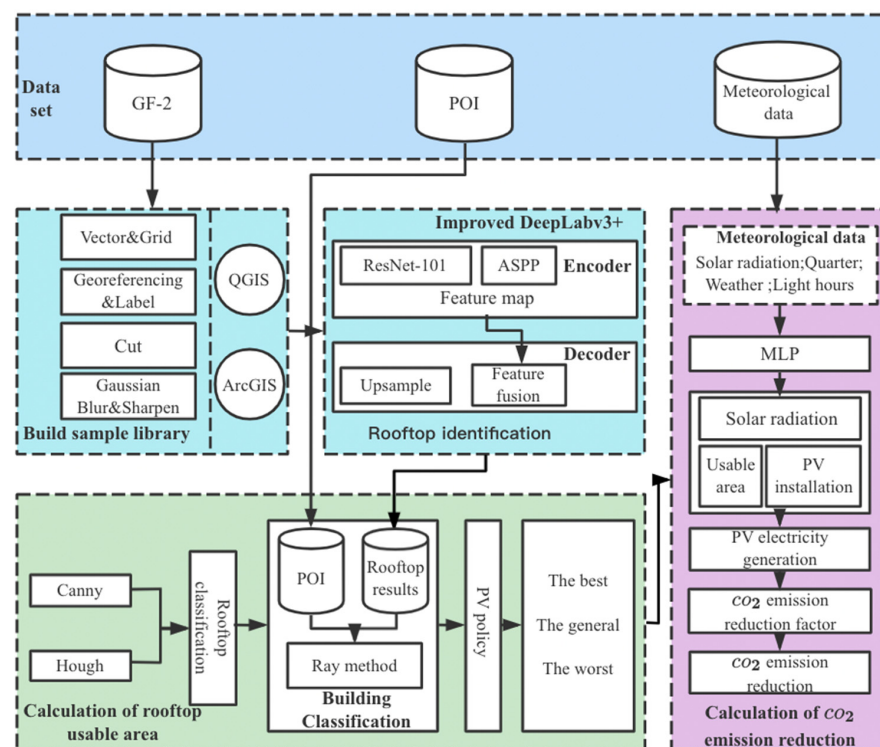 Data
set
GF-2
POI
Meteorological
data
Vector&Grid
Georeferencing
&Label
Cut
Gaussian
Blur&Sharpen
Build sample library
QGIS
ArcGIS
Improved DeepLabv3+
ResNet-101
ASPP
Encoder
Feature map
Decoder
Upsample
Feature
fusion
Rooftop identification
Meteorological data
Solar radiation;Quarter;
Weather ;Light hours
MLP
Solar radiation
Usable
area
PV
installation
PV electricity
generation
co₂ emission
reduction factor
co₂ emission
reduction
Calculation of co₂
emission reduction
Canny
Hough
Rooftop
classification
POI
Rooftop
results
Ray method
Building
Classification
PV policy
The best
The general
The worst
Calculation of rooftop
usable area